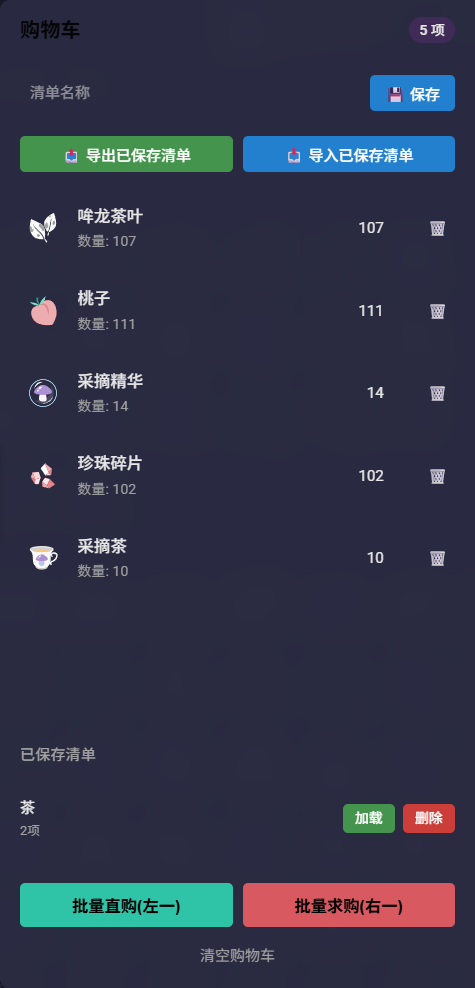 购物车
5 项
清单名称
保存
导出已保存清单
导入已保存清单
哞龙茶叶
数量: 107
107
桃子
数量: 111
111
采摘精华
数量: 14
14
珍珠碎片
数量: 102
102
采摘茶
数量: 10
10
已保存清单
茶
2项
加载
删除
批量直购(左一)
批量求购(右一)
清空购物车